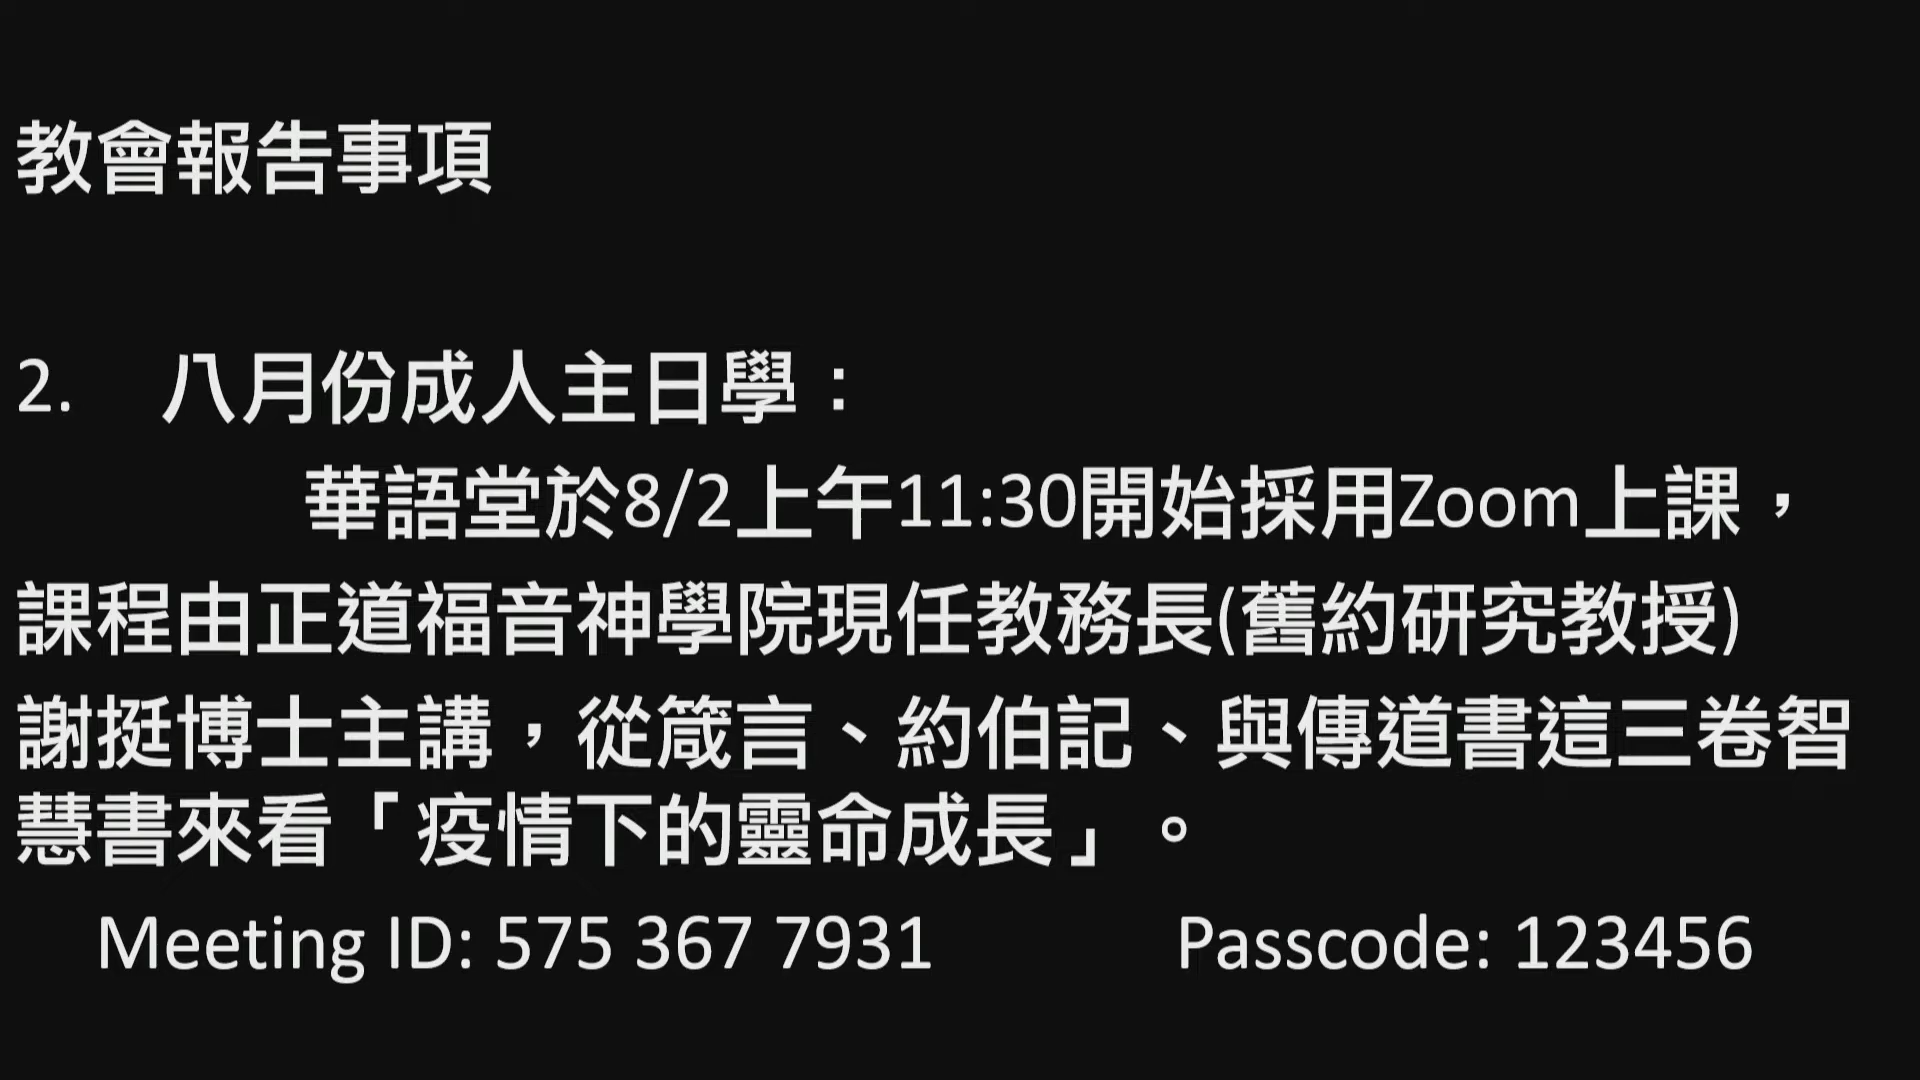 教會報告事項
2. 八月份成人主日學：
華語堂於8/2上午11:30開始採用Zoom上課，
課程由正道福音神學院現任教務長(舊約研究教授)
謝挺博士主講，從箴言、約伯記、與傳道書這三卷智
慧書來看「疫情下的靈命成長」。
Meeting ID: 575 367 7931 Passcode: 123456